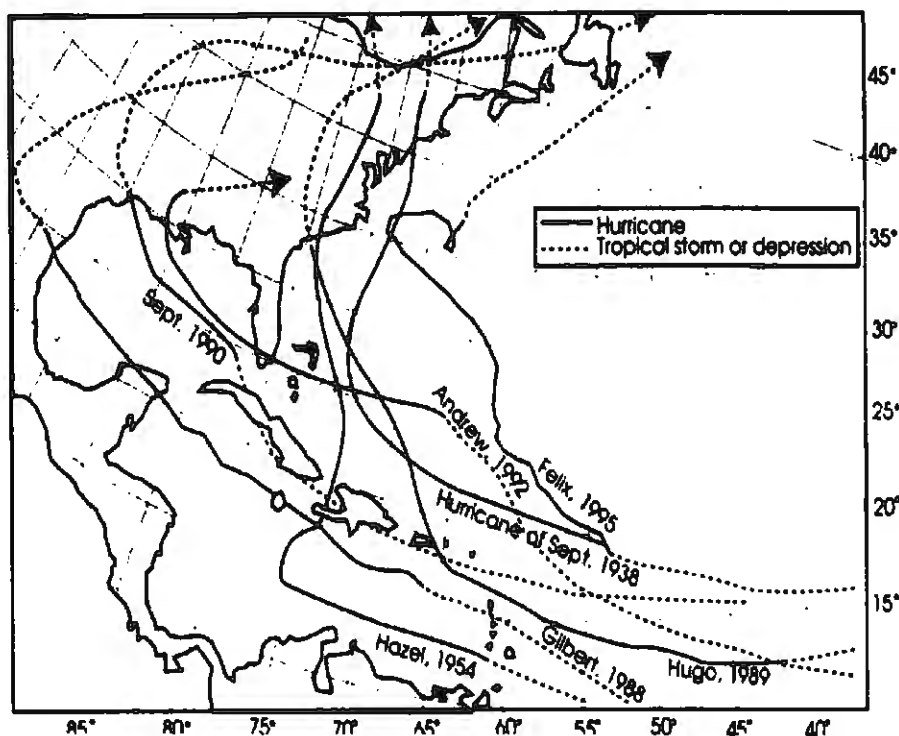 45°
40°
Hurricane
Tropical storm or depression
35°
30°
Sept. 1990
25°
Andrew, 1992
Felix, 1995
20°
Hurricane of Sept. 1938
15°
Hazel, 1954
Gilbert, 1988
Hugo, 1989
85° 80° 75° 70° 65° 60° 55° 50° 45° 40°